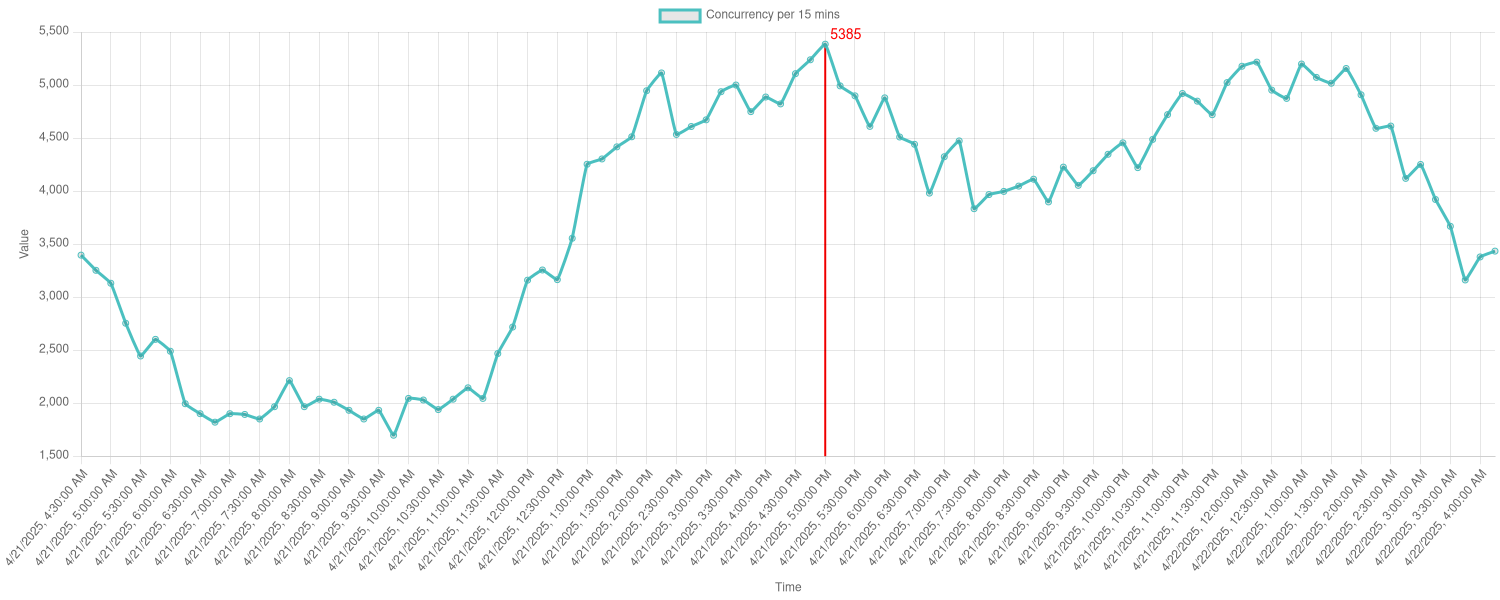 Concurrency per 15 mins
5385
5,500
5,000
4,500
4,000
3,500
3,000
2,500
2,000
1,500
Value
4/21/2025, 4:30:00 AM
4/21/2025, 5:00:00 AM
4/21/2025, 5:30:00 AM
4/21/2025, 6:00:00 AM
4/21/2025, 6:30:00 AM
4/21/2025, 7:00:00 AM
4/21/2025, 7:30:00 AM
4/21/2025, 8:00:00 AM
4/21/2025, 8:30:00 AM
4/21/2025, 9:00:00 AM
4/21/2025, 9:30:00 AM
4/21/2025, 10:00:00 AM
4/21/2025, 10:30:00 AM
4/21/2025, 11:00:00 AM
4/21/2025, 11:30:00 AM
4/21/2025, 12:00:00 PM
4/21/2025, 12:30:00 PM
4/21/2025, 1:00:00 PM
4/21/2025, 1:30:00 PM
4/21/2025, 2:00:00 PM
4/21/2025, 2:30:00 PM
4/21/2025, 3:00:00 PM
4/21/2025, 3:30:00 PM
4/21/2025, 4:00:00 PM
4/21/2025, 4:30:00 PM
4/21/2025, 5:00:00 PM
4/21/2025, 5:30:00 PM
4/21/2025, 6:00:00 PM
4/21/2025, 6:30:00 PM
4/21/2025, 7:00:00 PM
4/21/2025, 7:30:00 PM
4/21/2025, 8:00:00 PM
4/21/2025, 8:30:00 PM
4/21/2025, 9:00:00 PM
4/21/2025, 9:30:00 PM
4/21/2025, 10:00:00 PM
4/21/2025, 10:30:00 PM
4/21/2025, 11:00:00 PM
4/21/2025, 11:30:00 PM
4/22/2025, 12:00:00 AM
4/22/2025, 12:30:00 AM
4/22/2025, 1:00:00 AM
4/22/2025, 1:30:00 AM
4/22/2025, 2:00:00 AM
4/22/2025, 2:30:00 AM
4/22/2025, 3:00:00 AM
4/22/2025, 3:30:00 AM
4/22/2025, 4:00:00 AM
Time